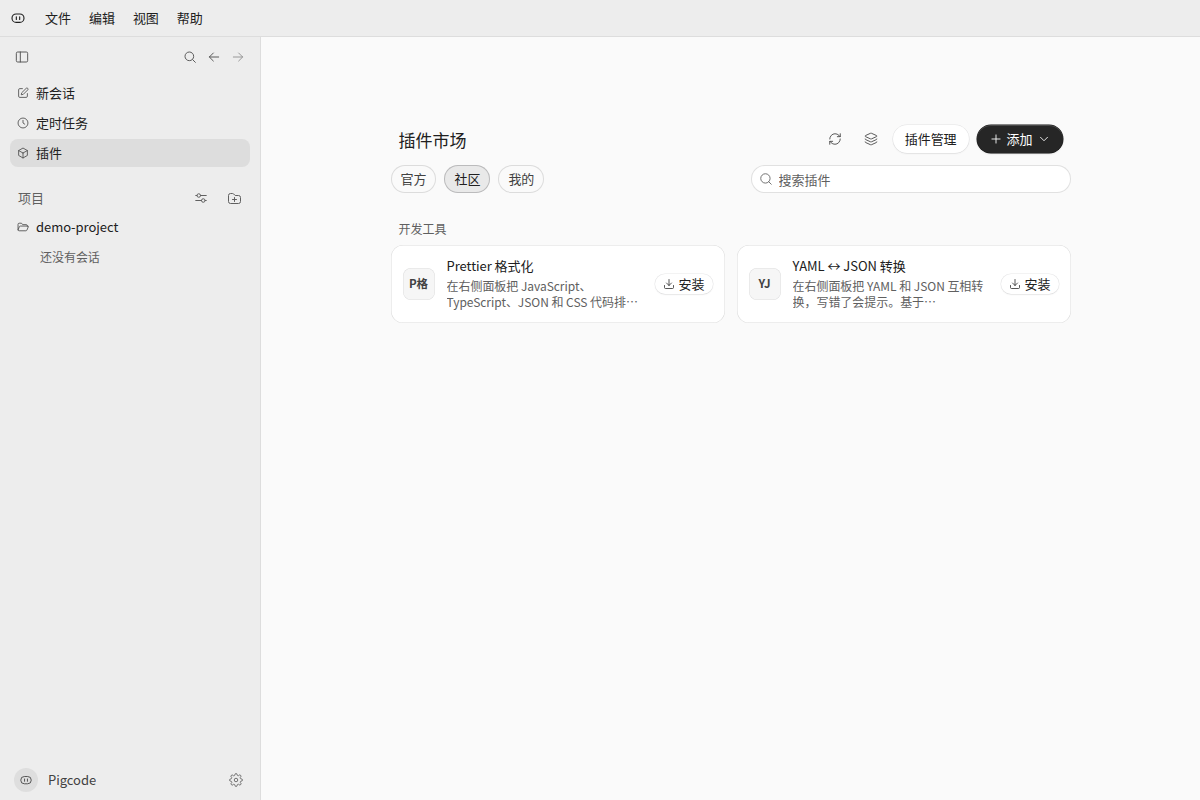 文件 编辑 视图 帮助
新会话
定时任务
插件
项目
demo-project
还没有会话
Pigcode
插件市场
插件管理
添加
官方 社区 我的
搜索插件
开发工具
P格
Prettier 格式化
在右侧面板把 JavaScript、
TypeScript、JSON 和 CSS 代码排…
安装
YJ
YAML ↔ JSON 转换
在右侧面板把 YAML 和 JSON 互相转
换，写错了会提示。基于…
安装